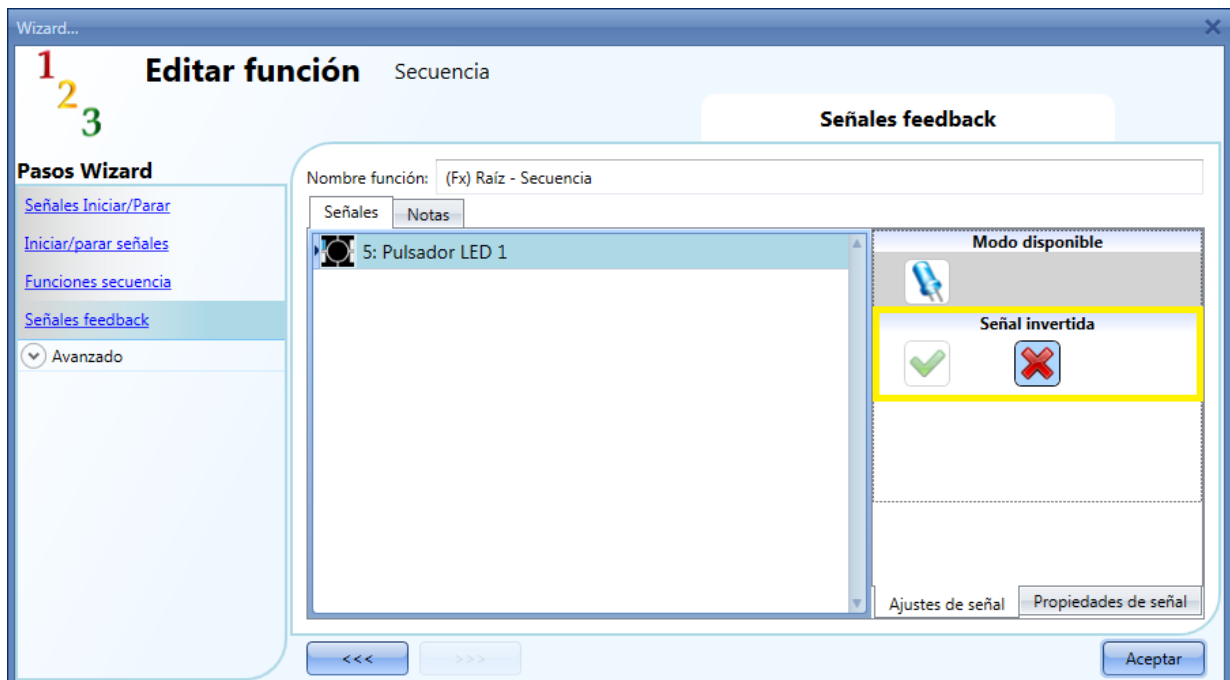 Wizard...
1 2 3
Editar función Secuencia
Señales feedback
Pasos Wizard
Señales Iniciar/Parar
Iniciar/parar señales
Funciones secuencia
Señales feedback
Avanzado
Nombre función: (Fx) Raíz - Secuencia
Señales Notas
5: Pulsador LED 1
Modo disponible
Señal invertida
Ajustes de señal Propiedades de señal
<<< >>> Aceptar